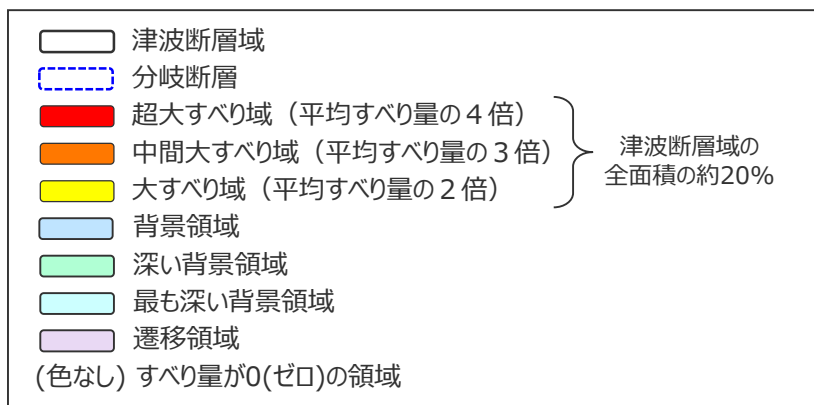 津波断層域
分岐断層
超大すべり域（平均すべり量の４倍）
中間大すべり域（平均すべり量の３倍）
大すべり域（平均すべり量の２倍）
津波断層域の
全面積の約20%
背景領域
深い背景領域
最も深い背景領域
遷移領域
(色なし) すべり量が0(ゼロ)の領域